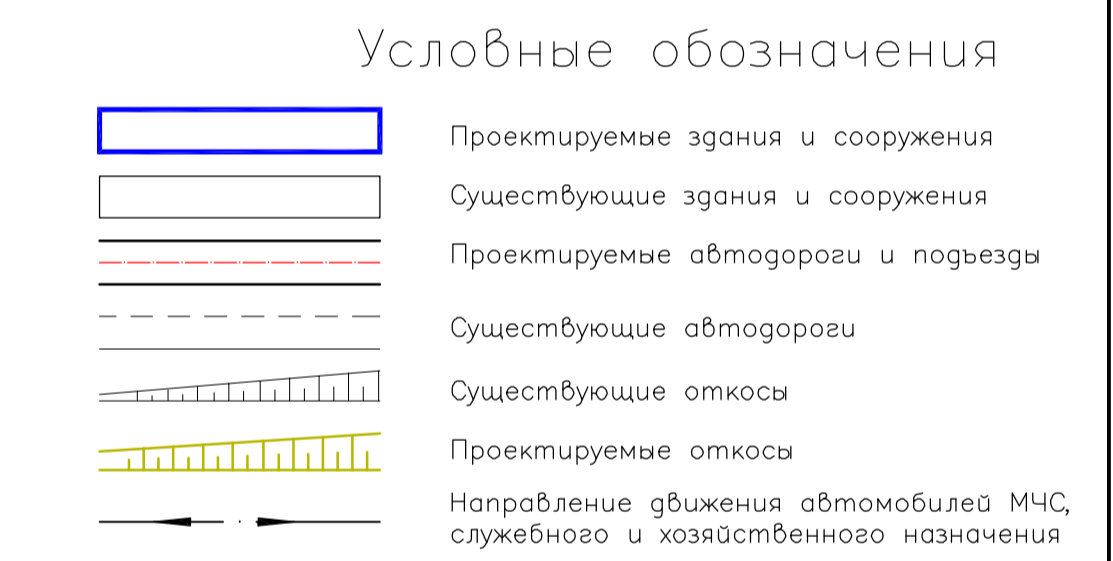 Условные обозначения
Проектируемые здания и сооружения
Существующие здания и сооружения
Проектируемые автодороги и подъезды
Существующие автодороги
Существующие откосы
Проектируемые откосы
Направление движения автомобилей МЧС,
служебного и хозяйственного назначения